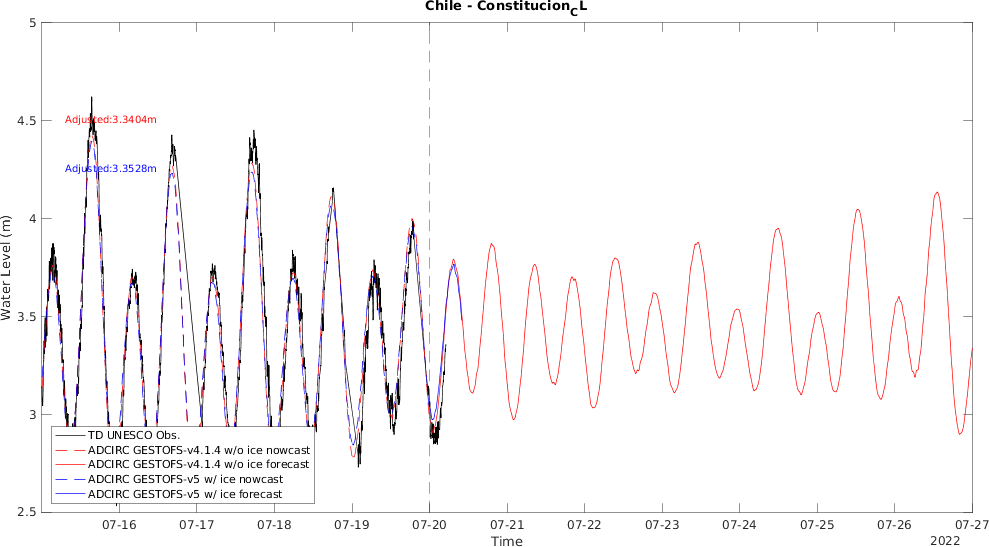 Chile - Constitucion_CL
5
4.5
4
3.5
3
2.5
Water Level (m)
Adjusted:3.3404m
Adjusted:3.3528m
TD UNESCO Obs.
ADCIRC GESTOFS-v4.1.4 w/o ice nowcast
ADCIRC GESTOFS-v4.1.4 w/o ice forecast
ADCIRC GESTOFS-v5 w/ ice nowcast
ADCIRC GESTOFS-v5 w/ ice forecast
07-16 07-17 07-18 07-19 07-20 07-21 07-22 07-23 07-24 07-25 07-26 07-27
Time
2022